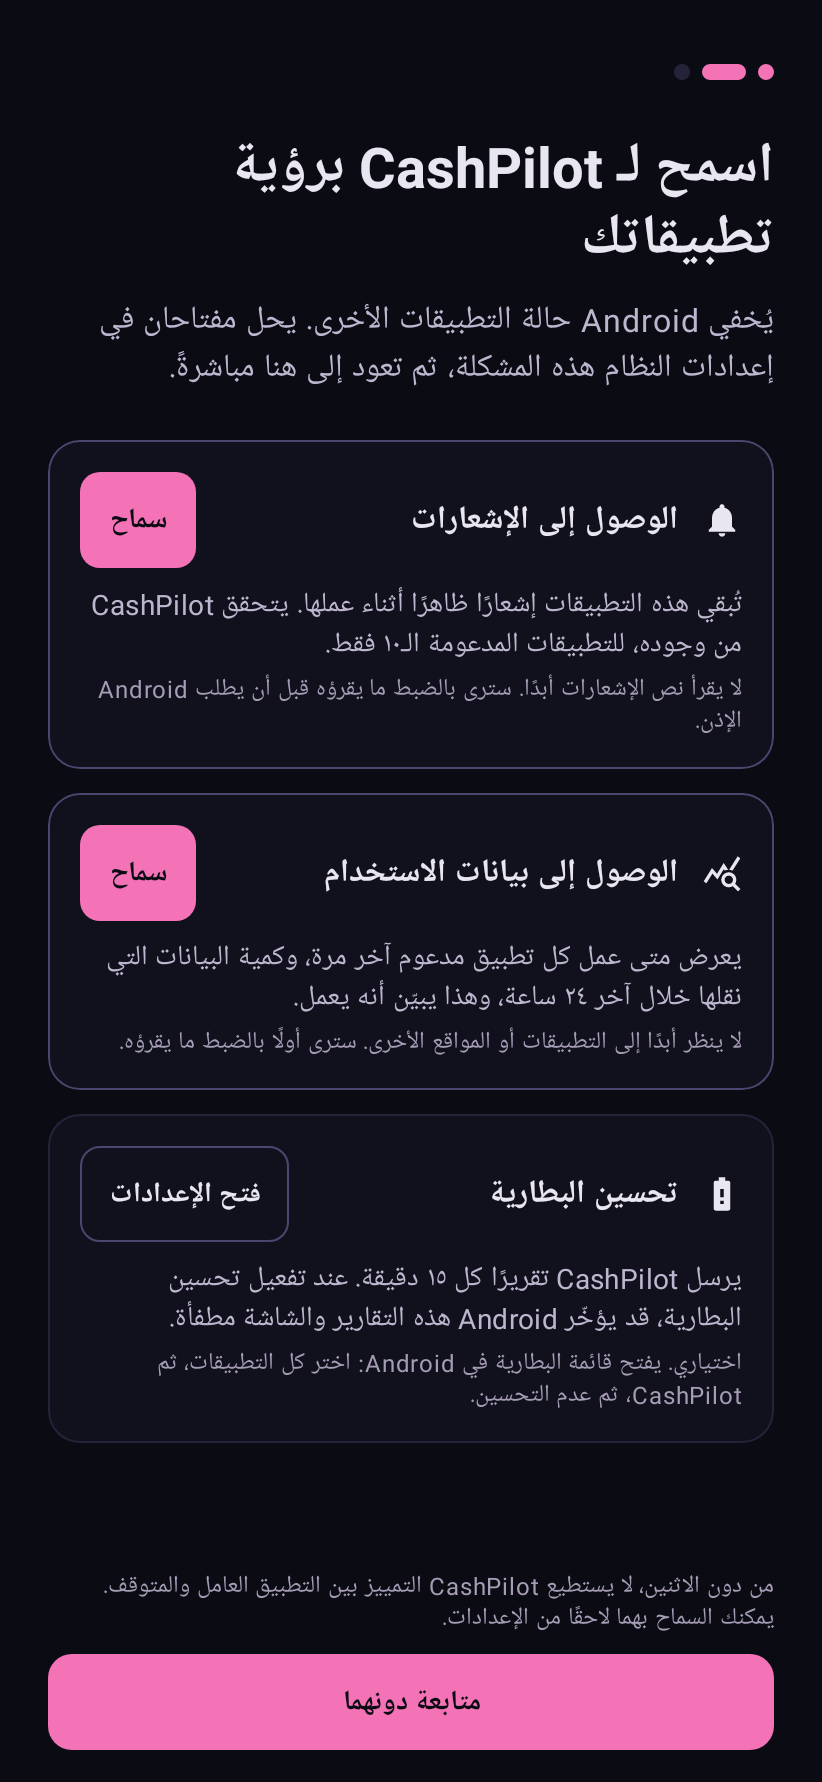 اسمح لـ CashPilot برؤية
تطبيقاتك
يُخفي Android حالة التطبيقات الأخرى. يحل مفتاحان في
إعدادات النظام هذه المشكلة، ثم تعود إلى هنا مباشرةً.
الوصول إلى الإشعارات
سماح
تُبقي هذه التطبيقات إشعارًا ظاهرًا أثناء عملها. يتحقق CashPilot
من وجوده، للتطبيقات المدعومة الـ١٠ فقط.
لا يقرأ نص الإشعارات أبدًا. سترى بالضبط ما يقرؤه قبل أن يطلب Android
الإذن.
الوصول إلى بيانات الاستخدام
سماح
يعرض متى عمل كل تطبيق مدعوم آخر مرة، وكمية البيانات التي
نقلها خلال آخر ٢٤ ساعة، وهذا يبيّن أنه يعمل.
لا ينظر أبدًا إلى التطبيقات أو المواقع الأخرى. سترى أولًا بالضبط ما يقرؤه.
تحسين البطارية
فتح الإعدادات
يرسل CashPilot تقريرًا كل ١٥ دقيقة. عند تفعيل تحسين
البطارية، قد يؤخّر Android هذه التقارير والشاشة مطفأة.
اختياري. يفتح قائمة البطارية في Android: اختر كل التطبيقات، ثم
CashPilot، ثم عدم التحسين.
من دون الاثنين، لا يستطيع CashPilot التمييز بين التطبيق العامل والمتوقف.
يمكنك السماح بهما لاحقًا من الإعدادات.
متابعة دونهما